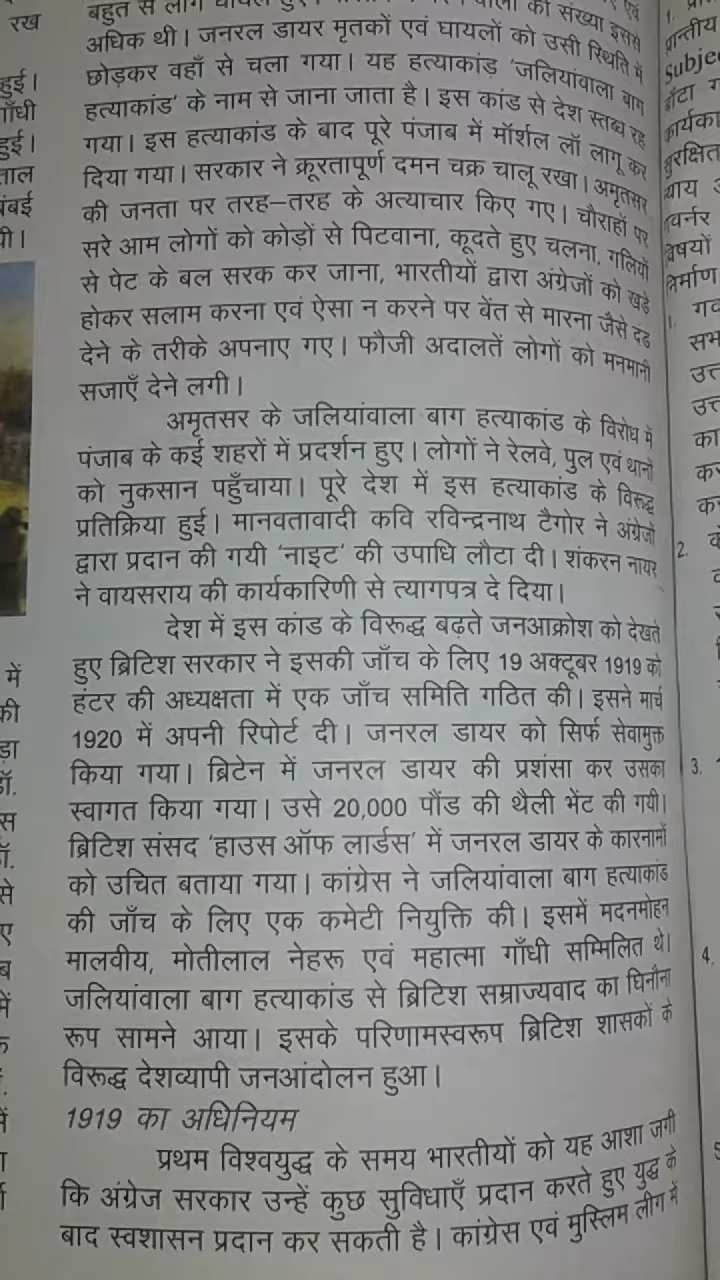 बहुत से लोग घायल
की संख्या इससे
अधिक थी। जनरल डायर मृतकों एवं घायलों को उसी स्थिति में
छोड़कर वहाँ से चला गया। यह हत्याकांड़ 'जलियांवाला बाग
हत्याकांड' के नाम से जाना जाता है। इस कांड से देश स्तब्ध रह
गया। इस हत्याकांड के बाद पूरे पंजाब में मॉर्शल लॉ लागू कर
दिया गया। सरकार ने क्रूरतापूर्ण दमन चक्र चालू रखा। अमृतसर
की जनता पर तरह–तरह के अत्याचार किए गए। चौराहों पर
सरे आम लोगों को कोड़ों से पिटवाना, कूदते हुए चलना, गलियों
से पेट के बल सरक कर जाना, भारतीयों द्वारा अंग्रेजों को खड़े
होकर सलाम करना एवं ऐसा न करने पर बेंत से मारना जैसे दड
देने के तरीके अपनाए गए। फौजी अदालतें लोगों को मनमानी
सजाएँ देने लगी।
अमृतसर के जलियांवाला बाग हत्याकांड के विरोध में
पंजाब के कई शहरों में प्रदर्शन हुए। लोगों ने रेलवे, पुल एवं थानों
को नुकसान पहुँचाया। पूरे देश में इस हत्याकांड के विरूद्ध
प्रतिक्रिया हुई। मानवतावादी कवि रविन्द्रनाथ टैगोर ने अंग्रेजों
द्वारा प्रदान की गयी 'नाइट' की उपाधि लौटा दी। शंकरन नायर
ने वायसराय की कार्यकारिणी से त्यागपत्र दे दिया।
देश में इस कांड के विरूद्ध बढ़ते जनआक्रोश को देखते
हुए ब्रिटिश सरकार ने इसकी जाँच के लिए 19 अक्टूबर 1919 को
हंटर की अध्यक्षता में एक जाँच समिति गठित की। इसने मार्च
1920 में अपनी रिपोर्ट दी। जनरल डायर को सिर्फ सेवामुक्त
किया गया। ब्रिटेन में जनरल डायर की प्रशंसा कर उसका
स्वागत किया गया। उसे 20,000 पौंड की थैली भेंट की गयी।
ब्रिटिश संसद 'हाउस ऑफ लार्डस' में जनरल डायर के कारनामों
को उचित बताया गया। कांग्रेस ने जलियांवाला बाग हत्याकांड
की जाँच के लिए एक कमेटी नियुक्ति की। इसमें मदनमोहन
मालवीय, मोतीलाल नेहरू एवं महात्मा गाँधी सम्मिलित थे।
जलियांवाला बाग हत्याकांड से ब्रिटिश सम्राज्यवाद का घिनौना
रूप सामने आया। इसके परिणामस्वरूप ब्रिटिश शासकों के
विरूद्ध देशव्यापी जनआंदोलन हुआ।
1919 का अधिनियम
प्रथम विश्वयुद्ध के समय भारतीयों को यह आशा जगी
कि अंग्रेज सरकार उन्हें कुछ सुविधाएँ प्रदान करते हुए युद्ध के
बाद स्वशासन प्रदान कर सकती है। कांग्रेस एवं मुस्लिम लीग में